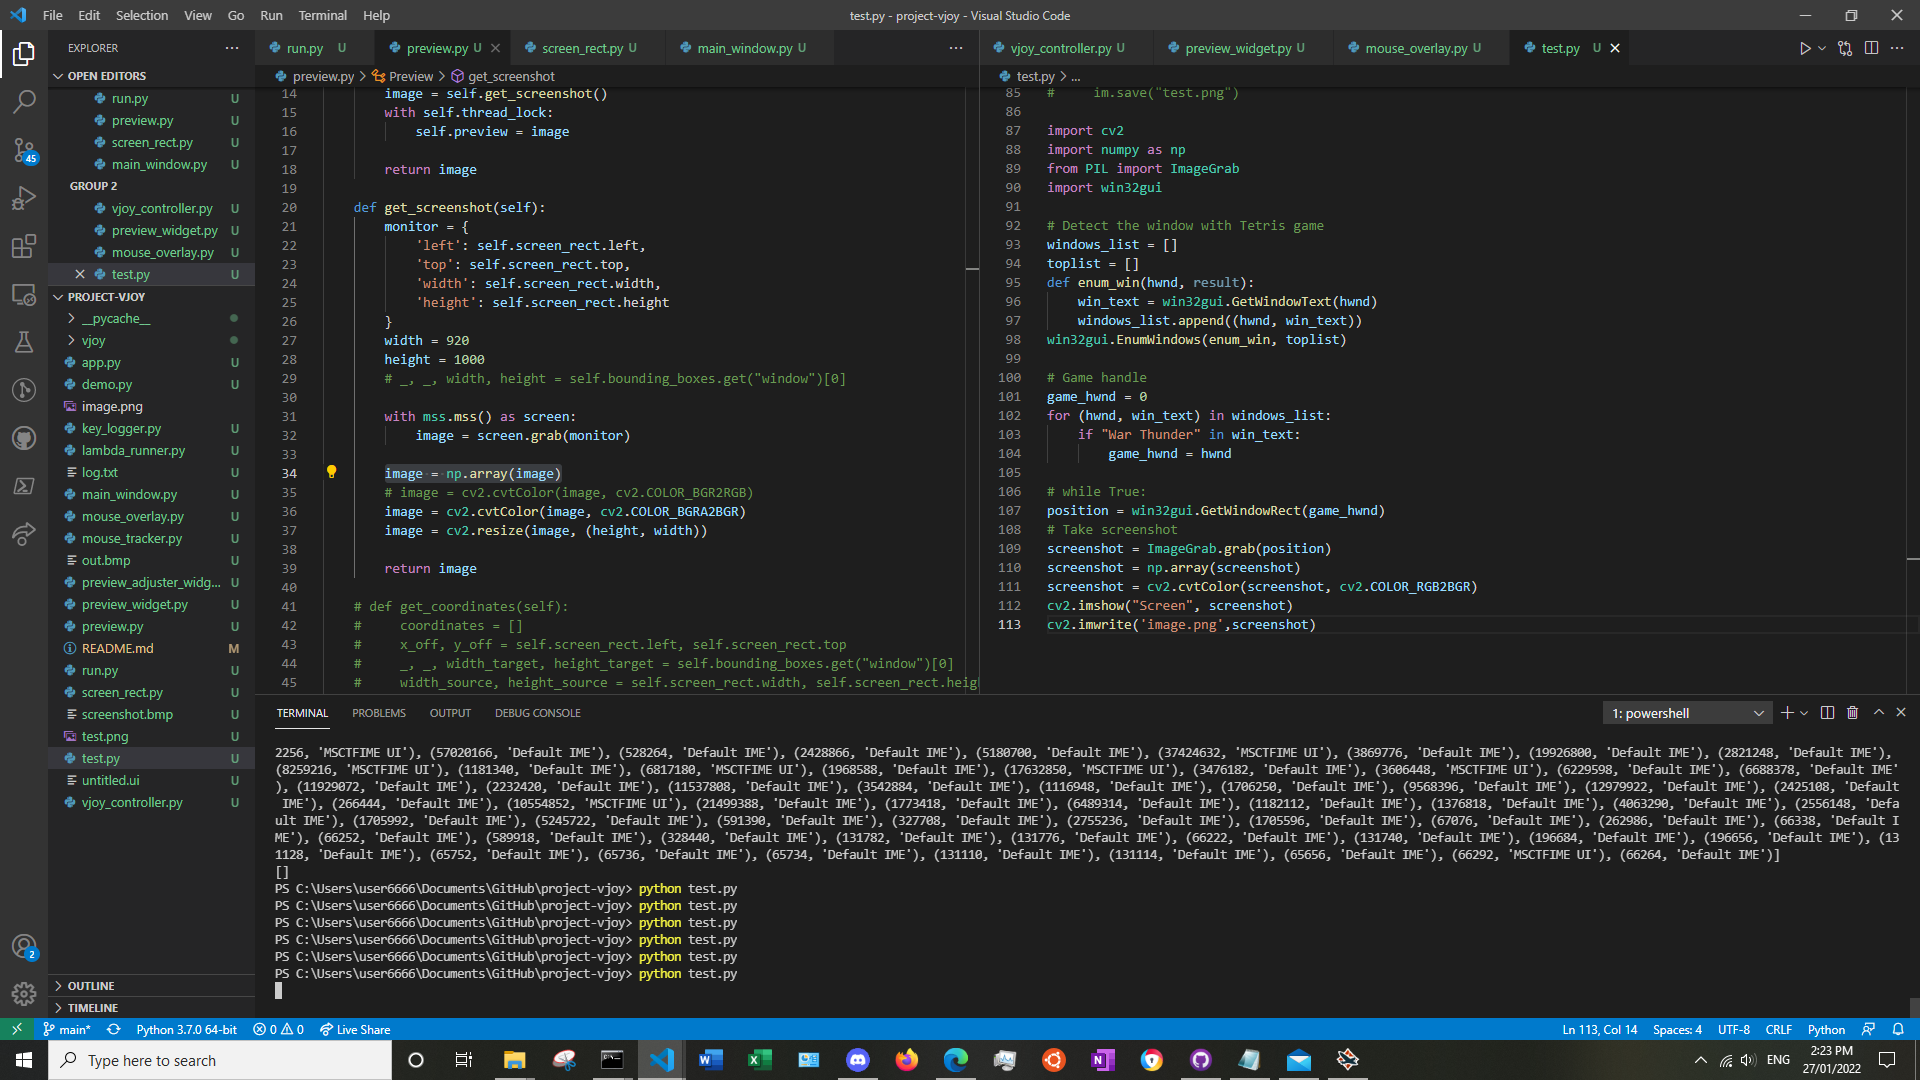 File Edit Selection View Go Run Terminal Help
test.py - project-vjoy - Visual Studio Code
EXPLORER
OPEN EDITORS
run.py U
preview.py U
screen_rect.py U
main_window.py U
GROUP 2
vjoy_controller.py U
preview_widget.py U
mouse_overlay.py U
test.py U
PROJECT-VJOY
__pycache__
vjoy
app.py U
demo.py U
image.png
key_logger.py U
lambda_runner.py U
log.txt U
main_window.py U
mouse_overlay.py U
mouse_tracker.py U
out.bmp U
preview_adjuster_widg... U
preview_widget.py U
preview.py U
README.md M
run.py U
screen_rect.py U
screenshot.bmp U
test.png U
test.py U
untitled.ui U
vjoy_controller.py U
OUTLINE
TIMELINE
45
2
run.py U preview.py U screen_rect.py U main_window.py U
preview.py > Preview > get_screenshot
14 image = self.get_screenshot()
15 with self.thread_lock:
16 self.preview = image
17
18 return image
19
20 def get_screenshot(self):
21 monitor = {
22 'left': self.screen_rect.left,
23 'top': self.screen_rect.top,
24 'width': self.screen_rect.width,
25 'height': self.screen_rect.height
26 }
27 width = 920
28 height = 1000
29 # _, _, width, height = self.bounding_boxes.get("window")[0]
30
31 with mss.mss() as screen:
32 image = screen.grab(monitor)
33
34 image = np.array(image)
35 # image = cv2.cvtColor(image, cv2.COLOR_BGR2RGB)
36 image = cv2.cvtColor(image, cv2.COLOR_BGRA2BGR)
37 image = cv2.resize(image, (height, width))
38
39 return image
40
41 # def get_coordinates(self):
42 # coordinates = []
43 # x_off, y_off = self.screen_rect.left, self.screen_rect.top
44 # _, _, width_target, height_target = self.bounding_boxes.get("window")[0]
45 # width_source, height_source = self.screen_rect.width, self.screen_rect.heig
vjoy_controller.py U preview_widget.py U mouse_overlay.py U test.py U
test.py > ...
85 # im.save("test.png")
86
87 import cv2
88 import numpy as np
89 from PIL import ImageGrab
90 import win32gui
91
92 # Detect the window with Tetris game
93 windows_list = []
94 toplist = []
95 def enum_win(hwnd, result):
96 win_text = win32gui.GetWindowText(hwnd)
97 windows_list.append((hwnd, win_text))
98 win32gui.EnumWindows(enum_win, toplist)
99
100 # Game handle
101 game_hwnd = 0
102 for (hwnd, win_text) in windows_list:
103 if "War Thunder" in win_text:
104 game_hwnd = hwnd
105
106 # while True:
107 position = win32gui.GetWindowRect(game_hwnd)
108 # Take screenshot
109 screenshot = ImageGrab.grab(position)
110 screenshot = np.array(screenshot)
111 screenshot = cv2.cvtColor(screenshot, cv2.COLOR_RGB2BGR)
112 cv2.imshow("Screen", screenshot)
113 cv2.imwrite('image.png',screenshot)
TERMINAL PROBLEMS OUTPUT DEBUG CONSOLE
1: powershell
2256, 'MSCTFIME UI'), (57020166, 'Default IME'), (528264, 'Default IME'), (2428866, 'Default IME'), (5180700, 'Default IME'), (37424632, 'MSCTFIME UI'), (3869776, 'Default IME'), (19926800, 'Default IME'), (2821248, 'Default IME'),
(8259216, 'MSCTFIME UI'), (1181340, 'Default IME'), (6817180, 'MSCTFIME UI'), (1968588, 'Default IME'), (17632850, 'MSCTFIME UI'), (3476182, 'Default IME'), (3606448, 'MSCTFIME UI'), (6229598, 'Default IME'), (6688378, 'Default IME'
), (11929072, 'Default IME'), (2232420, 'Default IME'), (11537808, 'Default IME'), (3542884, 'Default IME'), (1116948, 'Default IME'), (1706250, 'Default IME'), (9568396, 'Default IME'), (12979922, 'Default IME'), (2425108, 'Default
IME'), (266444, 'Default IME'), (10554852, 'MSCTFIME UI'), (21499388, 'Default IME'), (1773418, 'Default IME'), (6489314, 'Default IME'), (1182112, 'Default IME'), (1376818, 'Default IME'), (4063290, 'Default IME'), (2556148, 'Defa
ult IME'), (1705992, 'Default IME'), (5245722, 'Default IME'), (591390, 'Default IME'), (327708, 'Default IME'), (2755236, 'Default IME'), (1705596, 'Default IME'), (67076, 'Default IME'), (262986, 'Default IME'), (66338, 'Default I
ME'), (66252, 'Default IME'), (589918, 'Default IME'), (328440, 'Default IME'), (131782, 'Default IME'), (131776, 'Default IME'), (66222, 'Default IME'), (131740, 'Default IME'), (196684, 'Default IME'), (196656, 'Default IME'), (13
1128, 'Default IME'), (65752, 'Default IME'), (65736, 'Default IME'), (65734, 'Default IME'), (131110, 'Default IME'), (131114, 'Default IME'), (65656, 'Default IME'), (66292, 'MSCTFIME UI'), (66264, 'Default IME')]
[]
PS C:\Users\user6666\Documents\GitHub\project-vjoy> python test.py
PS C:\Users\user6666\Documents\GitHub\project-vjoy> python test.py
PS C:\Users\user6666\Documents\GitHub\project-vjoy> python test.py
PS C:\Users\user6666\Documents\GitHub\project-vjoy> python test.py
PS C:\Users\user6666\Documents\GitHub\project-vjoy> python test.py
PS C:\Users\user6666\Documents\GitHub\project-vjoy> python test.py
main* Python 3.7.0 64-bit 0 0 Live Share
Ln 113, Col 14 Spaces: 4 UTF-8 CRLF Python
Type here to search
ENG
2:23 PM
27/01/2022